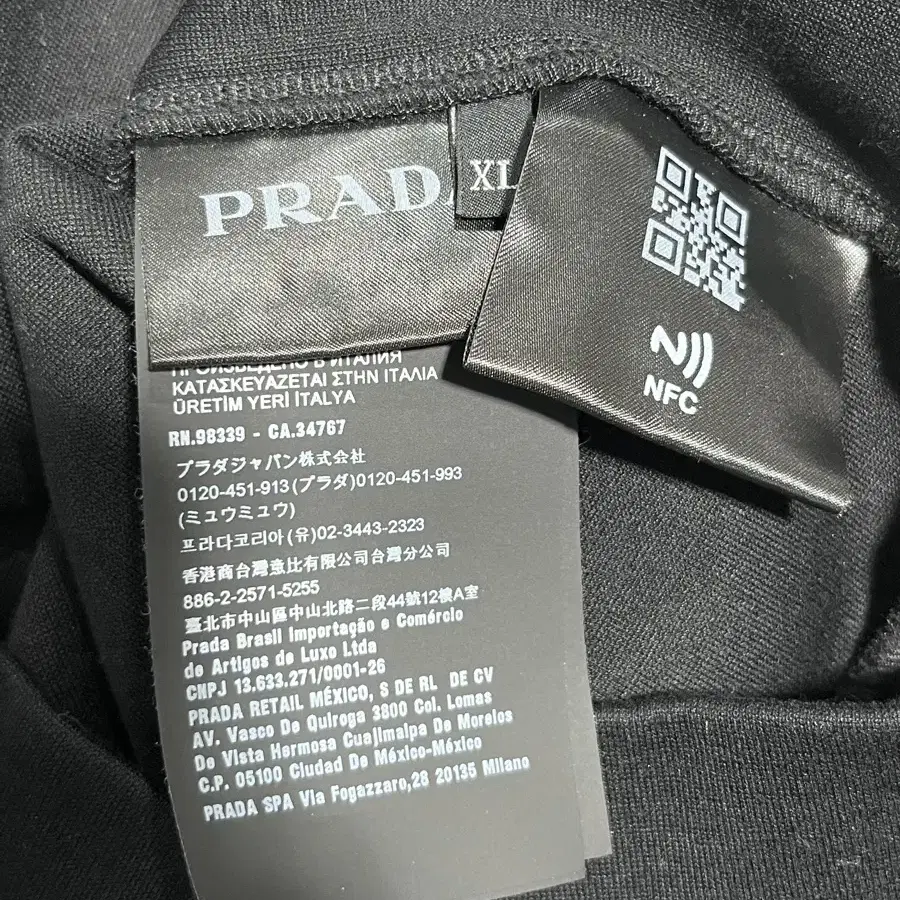 PRAD
XL
NFC
ПРОИЗВЕДЕНО В ИТАЛИЯ
ΚΑΤΑΣΚΕΥΑΖΕΤΑΙ ΣΤΗΝ ΙΤΑΛΙΑ
ÜRETİM YERİ İTALYA
RN.98339 - CA.34767
プラダジャパン株式会社
0120-451-913(プラダ)0120-451-993
(ミュウミュウ)
프라다코리아(유)02-3443-2323
香港商台灣魚比有限公司台灣分公司
886-2-2571-5255
臺北市中山區中山北路二段44號12樓A室
Prada Brasil Importação e Comércio
de Artigos de Luxo Ltda
CNPJ 13.633.271/0001-26
PRADA RETAIL MÉXICO, S DE RL DE CV
AV. Vasco De Quiroga 3800 Col. Lomas
De Vista Hermosa Cuajimalpa De Morelos
C.P. 05100 Ciudad De México-México
PRADA SPA Via Fogazzaro,28 20135 Milano